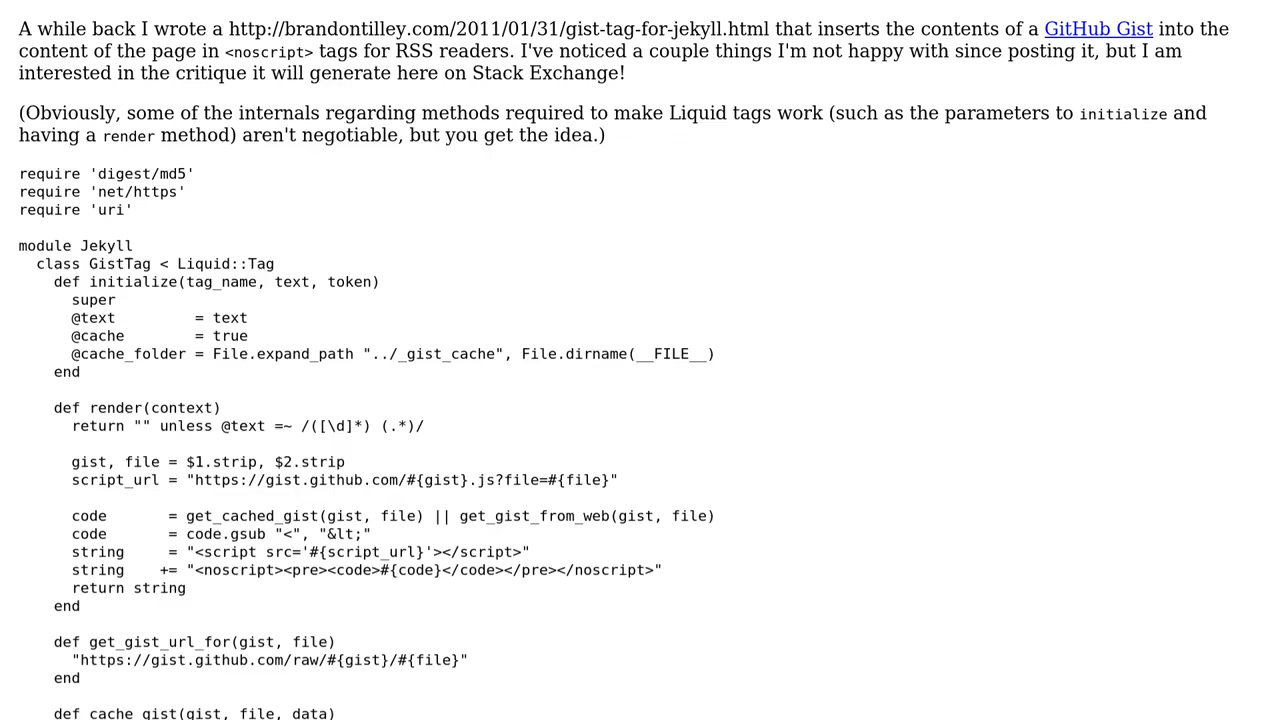 A while back I wrote a http://brandontilley.com/2011/01/31/gist-tag-for-jekyll.html that inserts the contents of a GitHub Gist into the
content of the page in <noscript> tags for RSS readers. I've noticed a couple things I'm not happy with since posting it, but I am
interested in the critique it will generate here on Stack Exchange!
(Obviously, some of the internals regarding methods required to make Liquid tags work (such as the parameters to initialize and
having a render method) aren't negotiable, but you get the idea.)
require 'digest/md5'
require 'net/https'
require 'uri'
module Jekyll
  class GistTag < Liquid::Tag
    def initialize(tag_name, text, token)
      super
      @text         = text
      @cache        = true
      @cache_folder = File.expand_path "../_gist_cache", File.dirname(__FILE__)
    end
    def render(context)
      return "" unless @text =~ /([\d]*) (.*)/
      gist, file = $1.strip, $2.strip
      script_url = "https://gist.github.com/#{gist}.js?file=#{file}"
      code       = get_cached_gist(gist, file) || get_gist_from_web(gist, file)
      code       = code.gsub "<", "&lt;"
      string     = "<script src='#{script_url}'></script>"
      string    += "<noscript><pre><code>#{code}</code></pre></noscript>"
      return string
    end
    def get_gist_url_for(gist, file)
      "https://gist.github.com/raw/#{gist}/#{file}"
    end
    def cache_gist(gist, file, data)